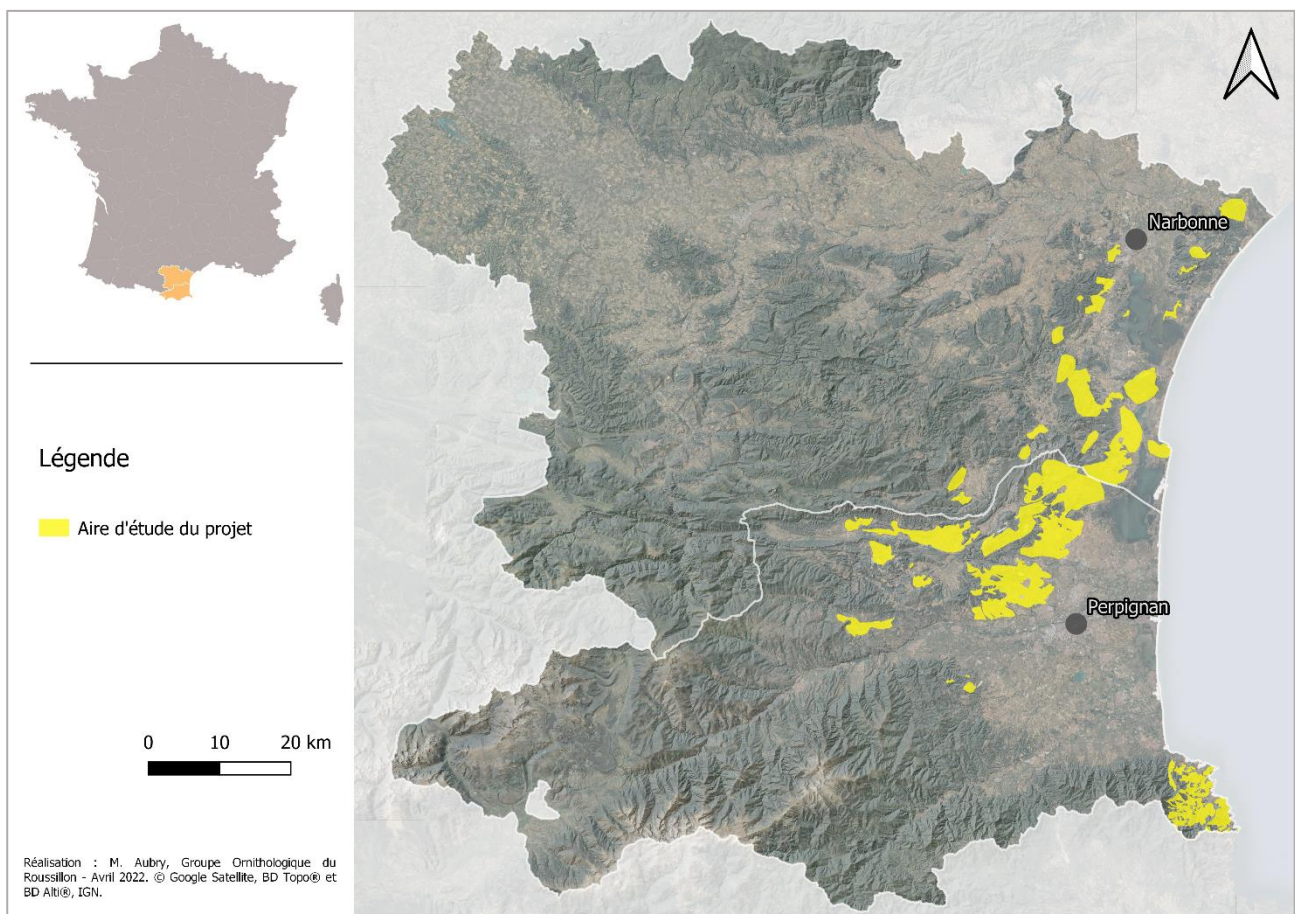 Légende
Aire d'étude du projet
0 10 20 km
Réalisation : M. Aubry, Groupe Ornithologique du
Roussillon - Avril 2022. © Google Satellite, BD Topo® et
BD Alti®, IGN.
Narbonne
Perpignan